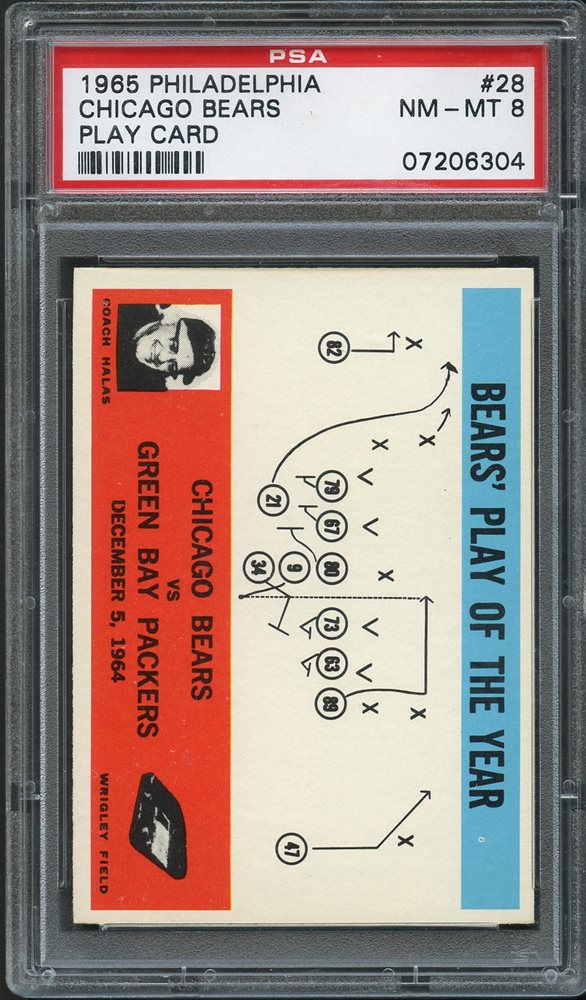 PSA
1965 PHILADELPHIA #28
CHICAGO BEARS NM - MT 8
PLAY CARD
07206304
BEARS' PLAY OF THE YEAR
82 X
X
X
21 79 V
67 V
34 9 80 X
73 V
63 V
89 X X
47 X
CHICAGO BEARS
VS
GREEN BAY PACKERS
DECEMBER 5, 1964
COACH HALAS
WRIGLEY FIELD